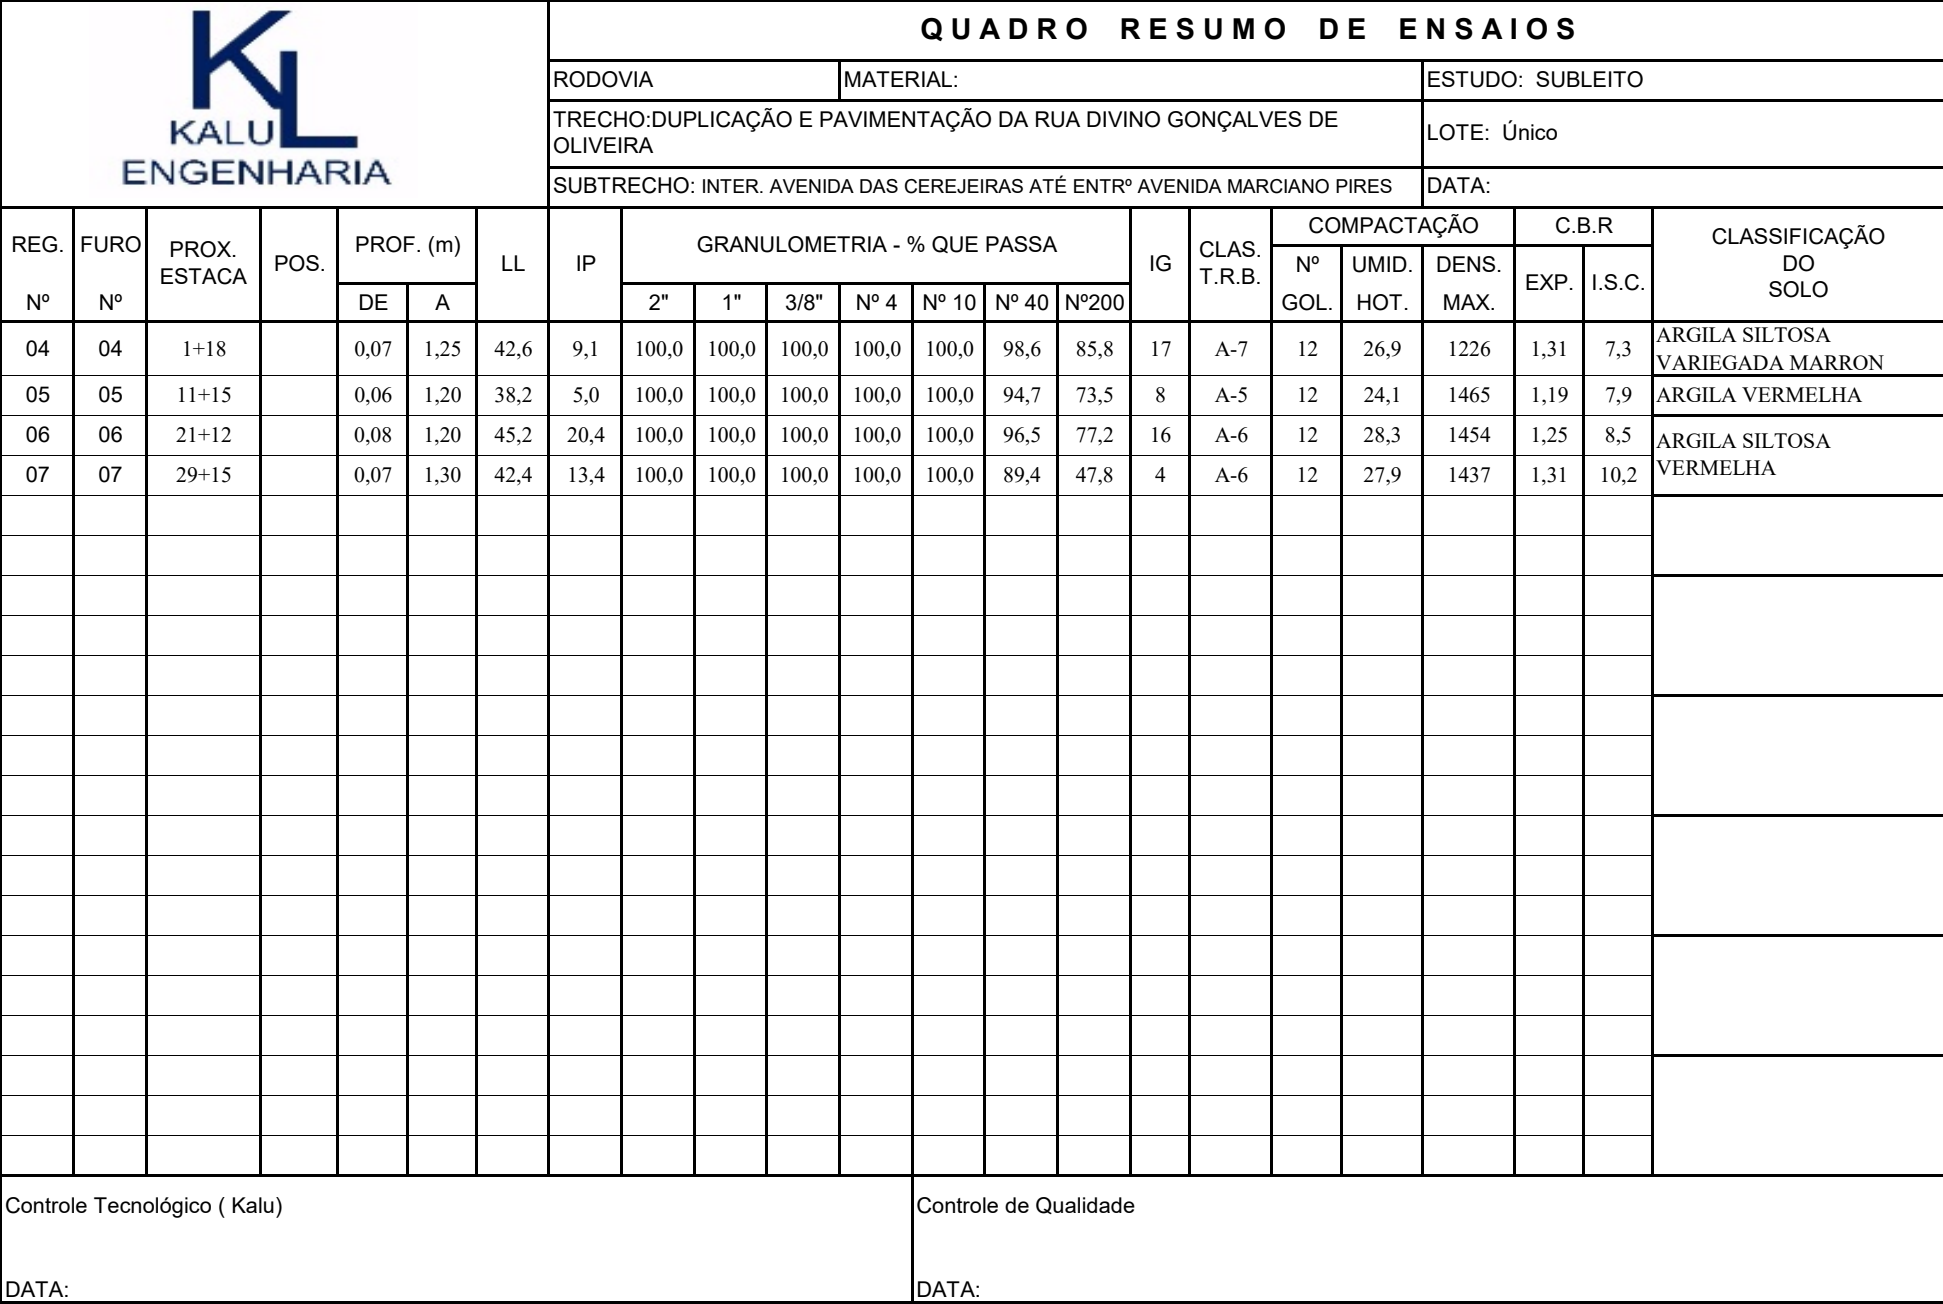 KL
KALU
ENGENHARIA
QUADRO RESUMO DE ENSAIOS
RODOVIA MATERIAL: ESTUDO: SUBLEITO
TRECHO:DUPLICAÇÃO E PAVIMENTAÇÃO DA RUA DIVINO GONÇALVES DE
OLIVEIRA
LOTE: Único
SUBTRECHO: INTER. AVENIDA DAS CEREJEIRAS ATÉ ENTRº AVENIDA MARCIANO PIRES DATA:
REG. Nº
FURO Nº
PROX. ESTACA
POS.
PROF. (m)
DE A
LL
IP
GRANULOMETRIA - % QUE PASSA
2" 1" 3/8" Nº 4 Nº 10 Nº 40 Nº200
IG
CLAS. T.R.B.
COMPACTAÇÃO
Nº GOL.
UMID. HOT.
DENS. MAX.
C.B.R
EXP. I.S.C.
CLASSIFICAÇÃO
DO
SOLO
04 04 1+18 0,07 1,25 42,6 9,1 100,0 100,0 100,0 100,0 100,0 98,6 85,8 17 A-7 12 26,9 1226 1,31 7,3 ARGILA SILTOSA
VARIEGADA MARRON
05 05 11+15 0,06 1,20 38,2 5,0 100,0 100,0 100,0 100,0 100,0 94,7 73,5 8 A-5 12 24,1 1465 1,19 7,9 ARGILA VERMELHA
06 06 21+12 0,08 1,20 45,2 20,4 100,0 100,0 100,0 100,0 100,0 96,5 77,2 16 A-6 12 28,3 1454 1,25 8,5 ARGILA SILTOSA
07 07 29+15 0,07 1,30 42,4 13,4 100,0 100,0 100,0 100,0 100,0 89,4 47,8 4 A-6 12 27,9 1437 1,31 10,2 VERMELHA
Controle Tecnológico ( Kalu) Controle de Qualidade
DATA: DATA: